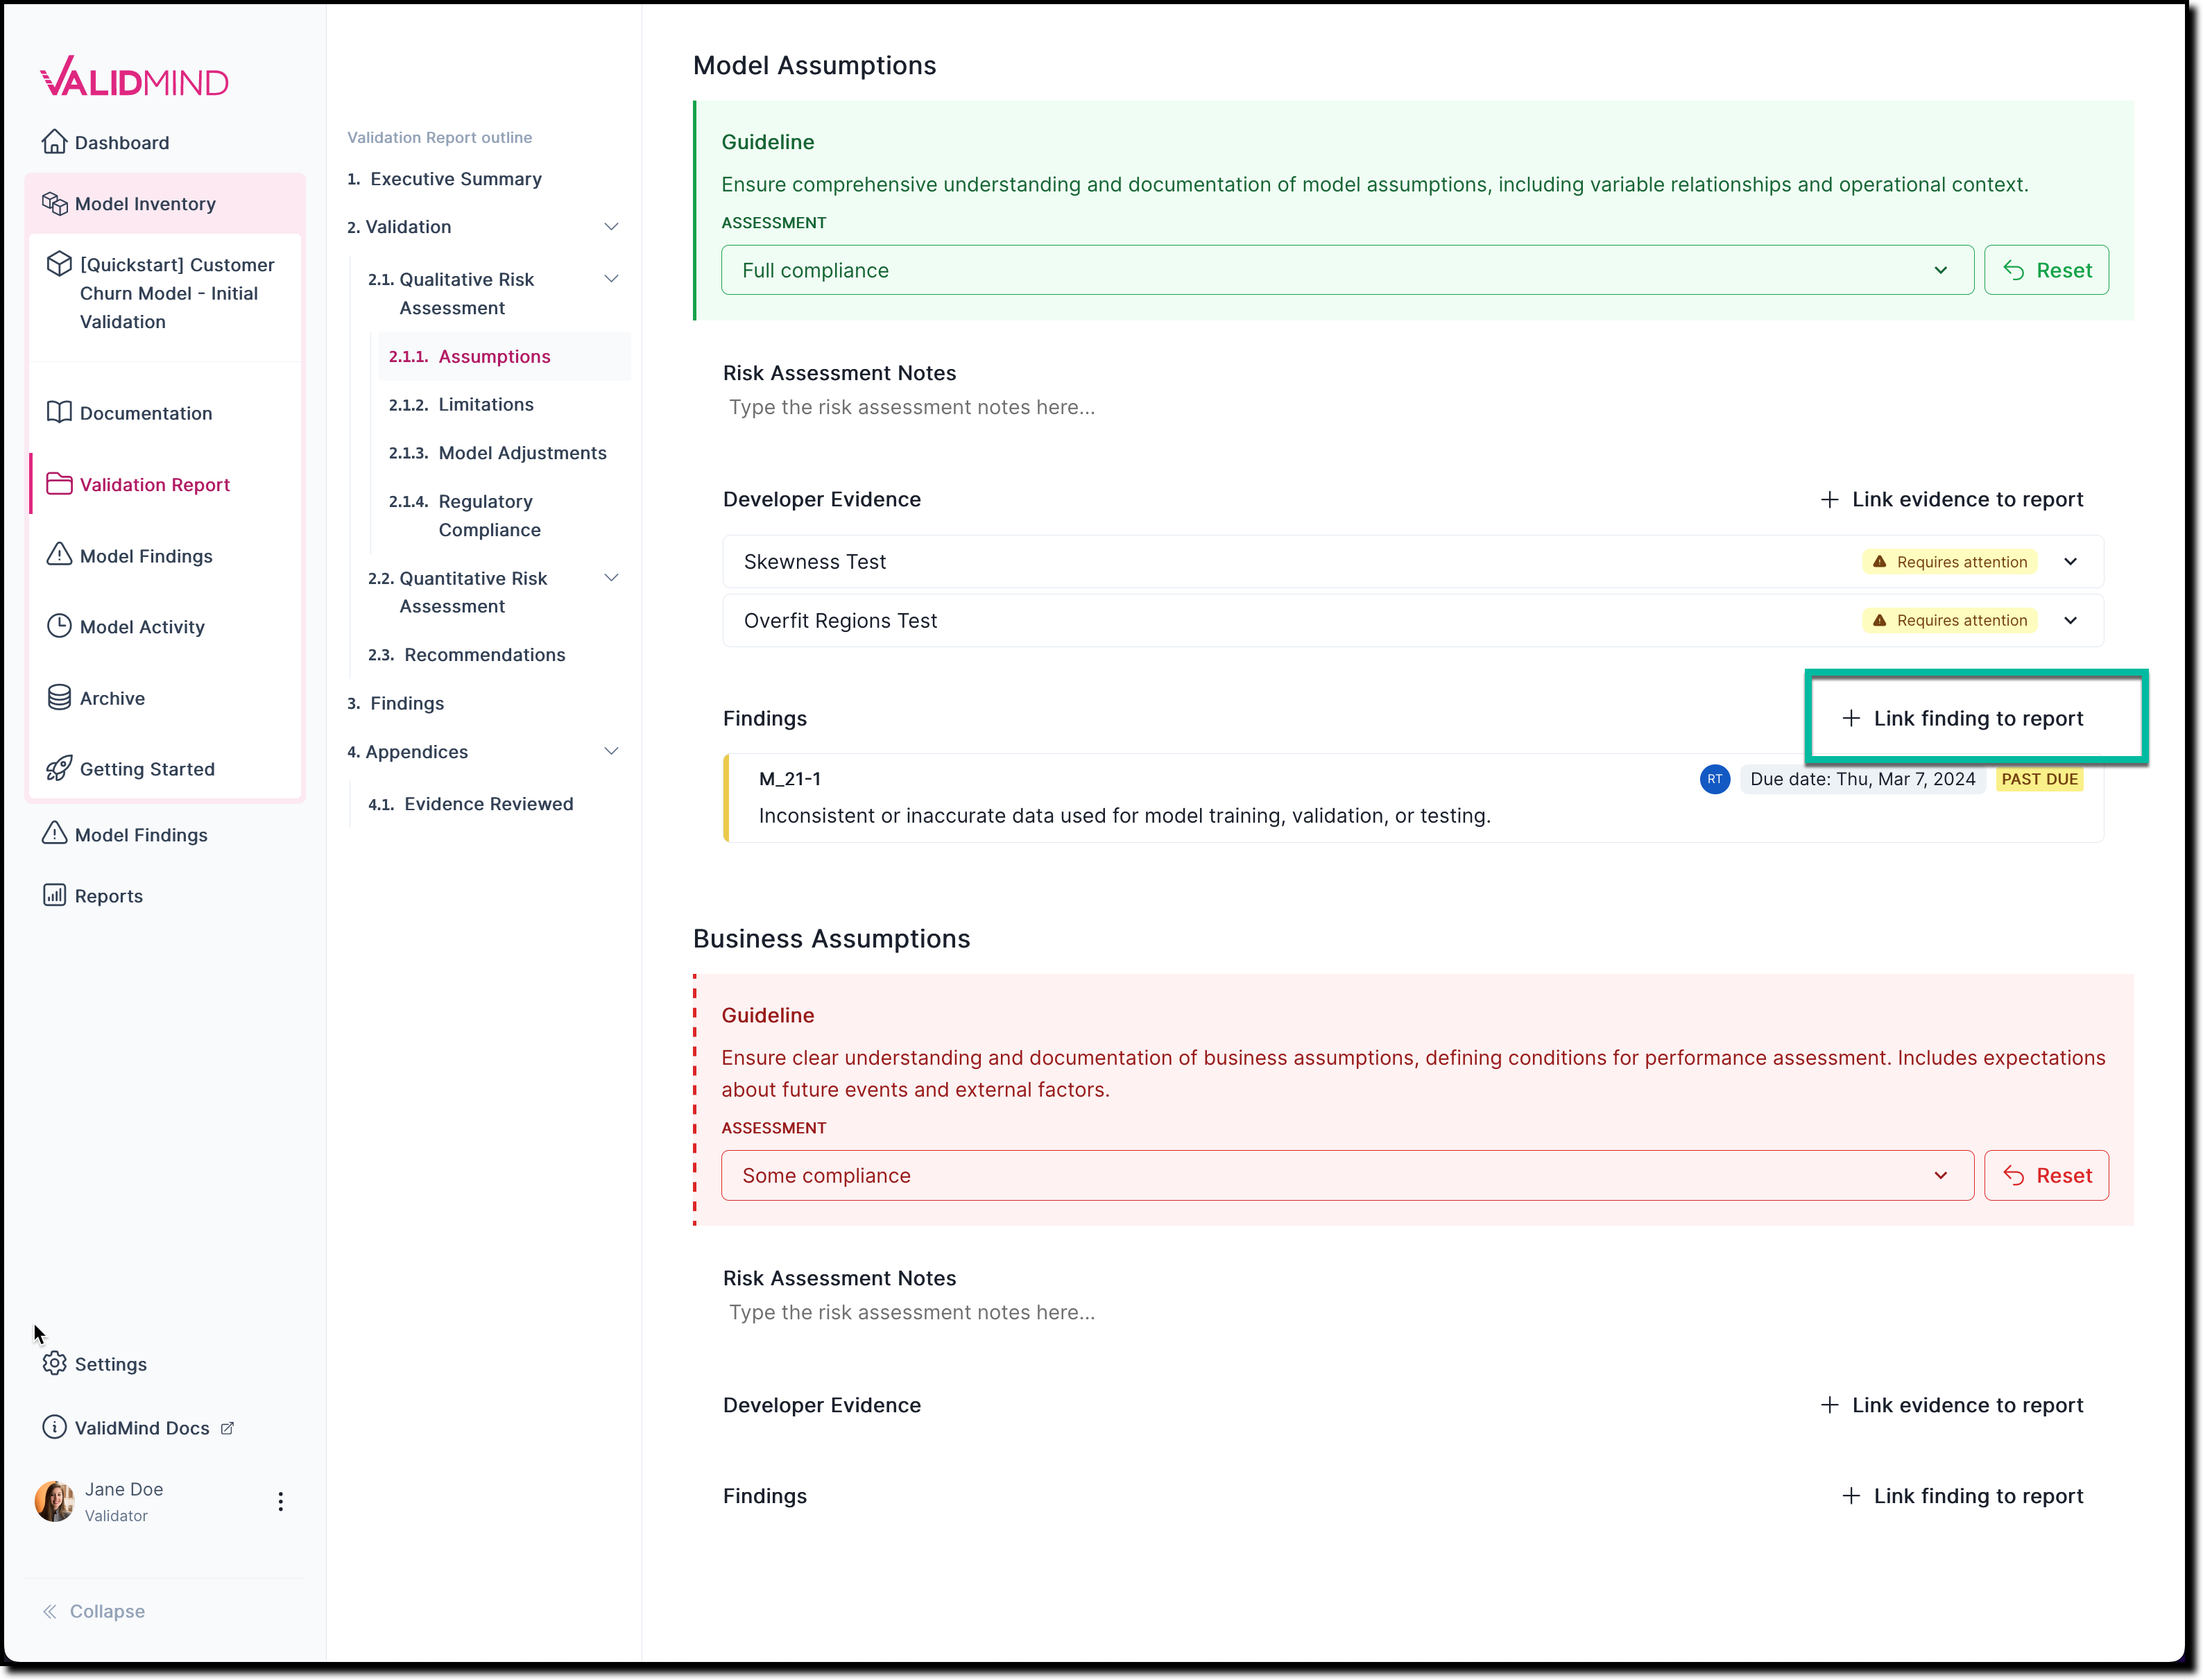 VALIDMIND
Dashboard
Model Inventory
[Quickstart] Customer
Churn Model - Initial
Validation
Documentation
Validation Report
Model Findings
Model Activity
Archive
Getting Started
Model Findings
Reports
Settings
ValidMind Docs
Jane Doe
Validator
Collapse
Validation Report outline
1. Executive Summary
2. Validation
2.1. Qualitative Risk
Assessment
2.1.1. Assumptions
2.1.2. Limitations
2.1.3. Model Adjustments
2.1.4. Regulatory
Compliance
2.2. Quantitative Risk
Assessment
2.3. Recommendations
3. Findings
4. Appendices
4.1. Evidence Reviewed
Model Assumptions
Guideline
Ensure comprehensive understanding and documentation of model assumptions, including variable relationships and operational context.
ASSESSMENT
Full compliance Reset
Risk Assessment Notes
Type the risk assessment notes here...
Developer Evidence + Link evidence to report
Skewness Test Requires attention
Overfit Regions Test Requires attention
Findings + Link finding to report
M_21-1 RT Due date: Thu, Mar 7, 2024 PAST DUE
Inconsistent or inaccurate data used for model training, validation, or testing.
Business Assumptions
Guideline
Ensure clear understanding and documentation of business assumptions, defining conditions for performance assessment. Includes expectations
about future events and external factors.
ASSESSMENT
Some compliance Reset
Risk Assessment Notes
Type the risk assessment notes here...
Developer Evidence + Link evidence to report
Findings + Link finding to report